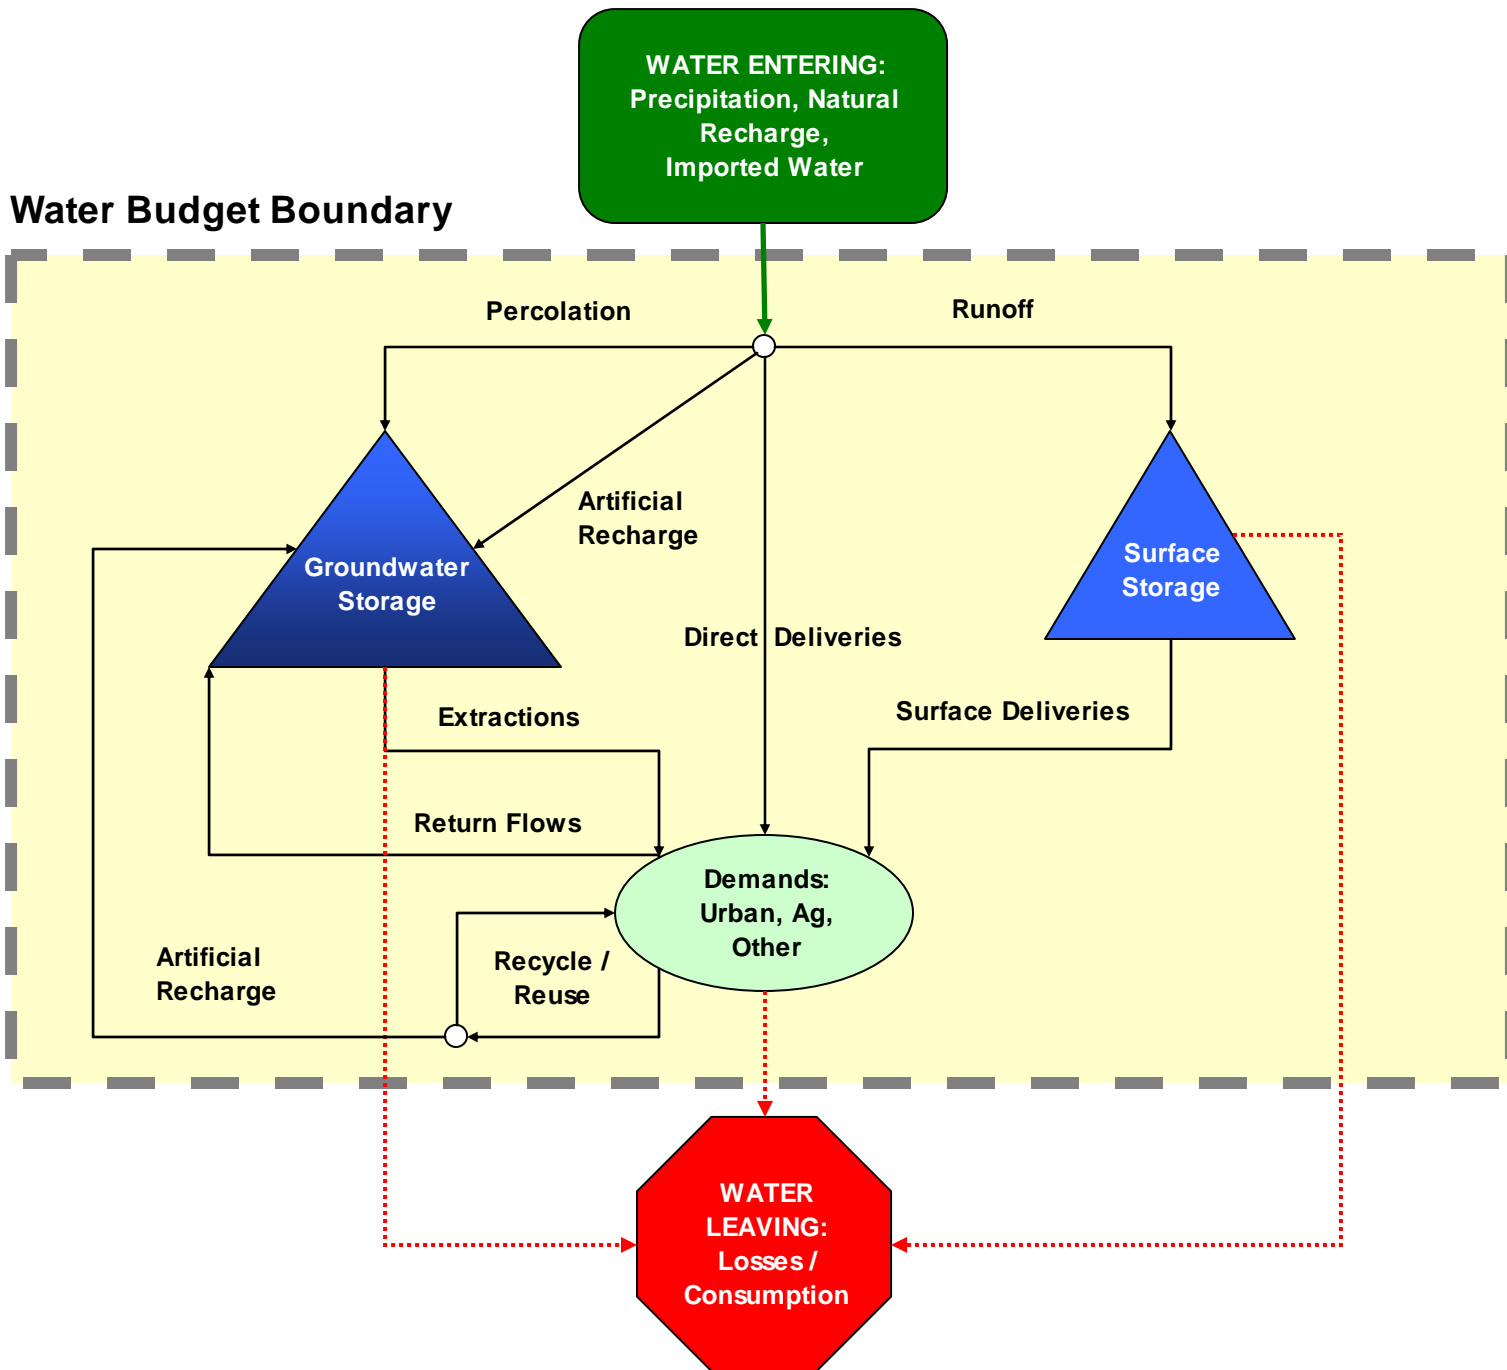 WATER ENTERING:
Precipitation, Natural
Recharge,
Imported Water
Water Budget Boundary
Percolation
Runoff
Artificial
Recharge
Groundwater
Storage
Surface
Storage
Direct Deliveries
Extractions
Surface Deliveries
Return Flows
Demands:
Urban, Ag,
Other
Artificial
Recharge
Recycle /
Reuse
WATER
LEAVING:
Losses /
Consumption